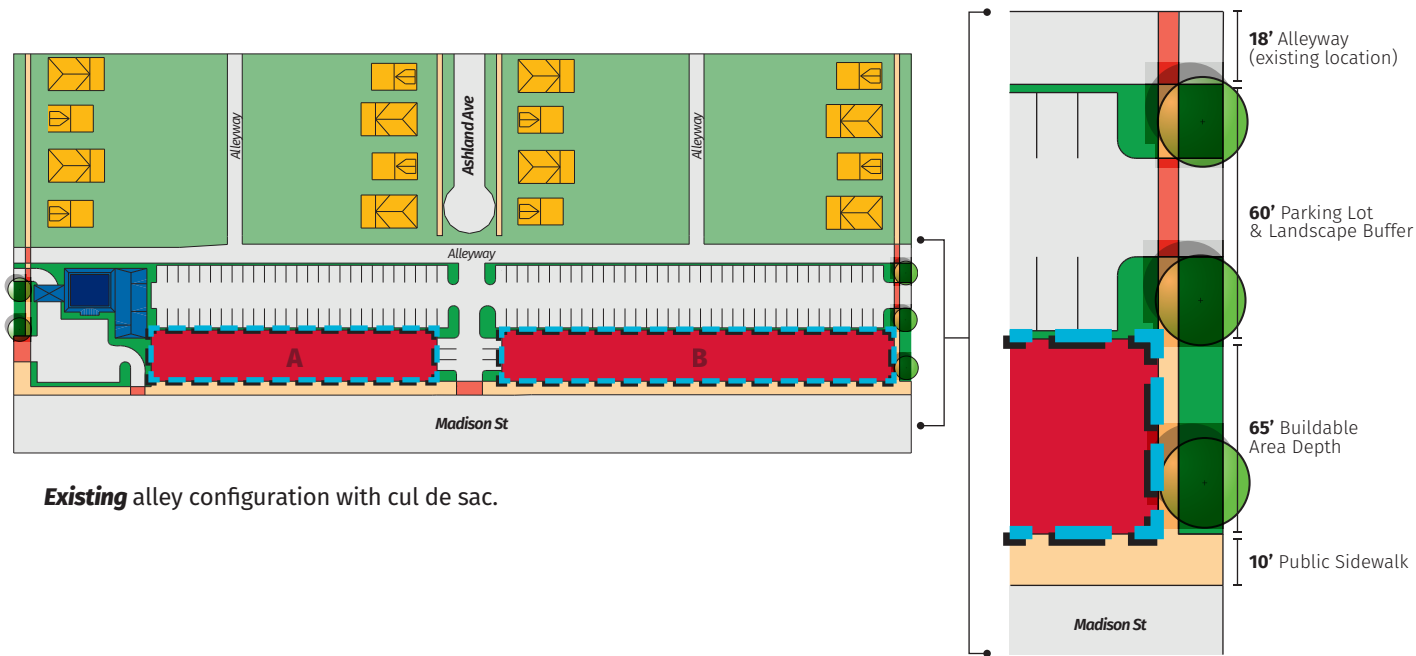 Alleyway
Ashland Ave
Alleyway
Alleyway
A
B
Madison St
Existing alley configuration with cul de sac.
18’ Alleyway
(existing location)
60’ Parking Lot
& Landscape Buffer
65’ Buildable
Area Depth
10’ Public Sidewalk
Madison St